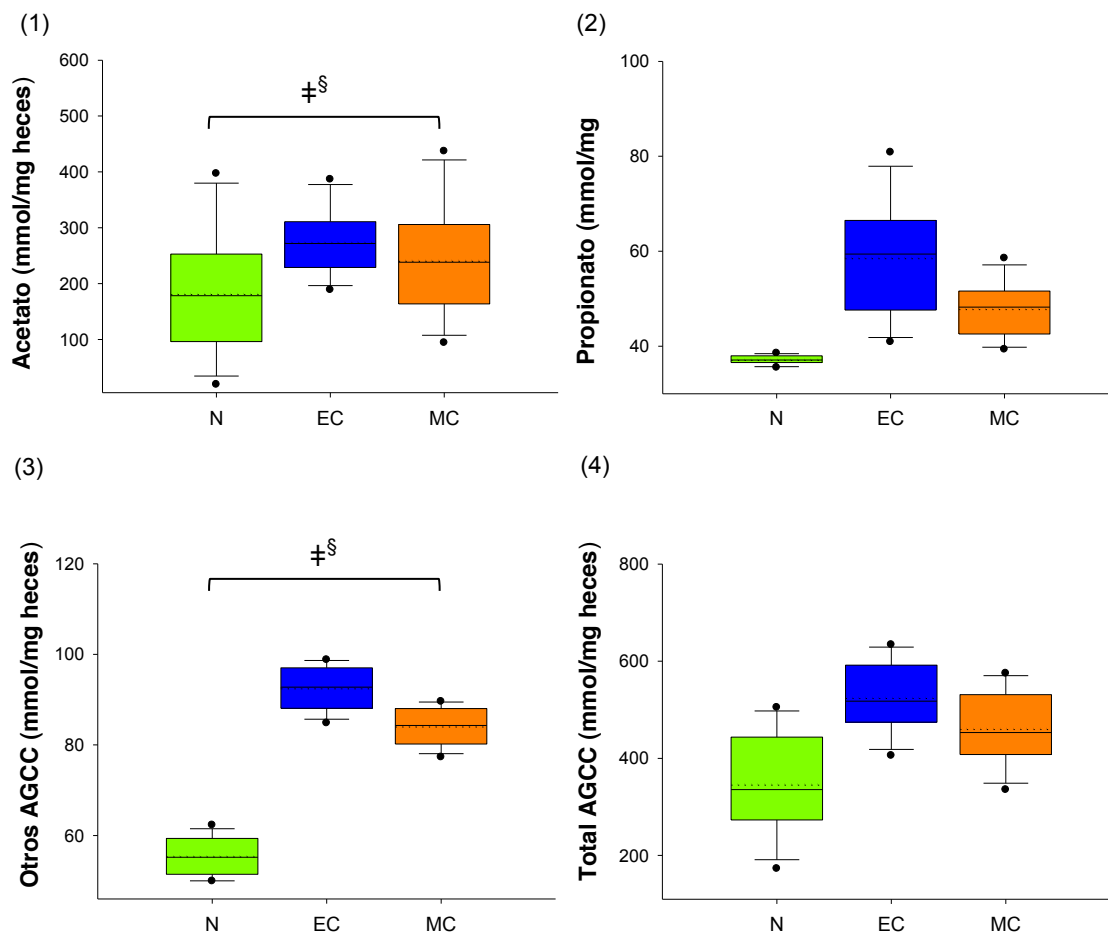 (1)
Acetato (mmol/mg heces)
600
500
400
300
200
100
ǂ§
N EC MC
(2)
Propionato (mmol/mg
100
80
60
40
N EC MC
(3)
Otros AGCC (mmol/mg heces)
120
100
80
60
ǂ§
N EC MC
(4)
Total AGCC (mmol/mg heces)
800
600
400
200
N EC MC